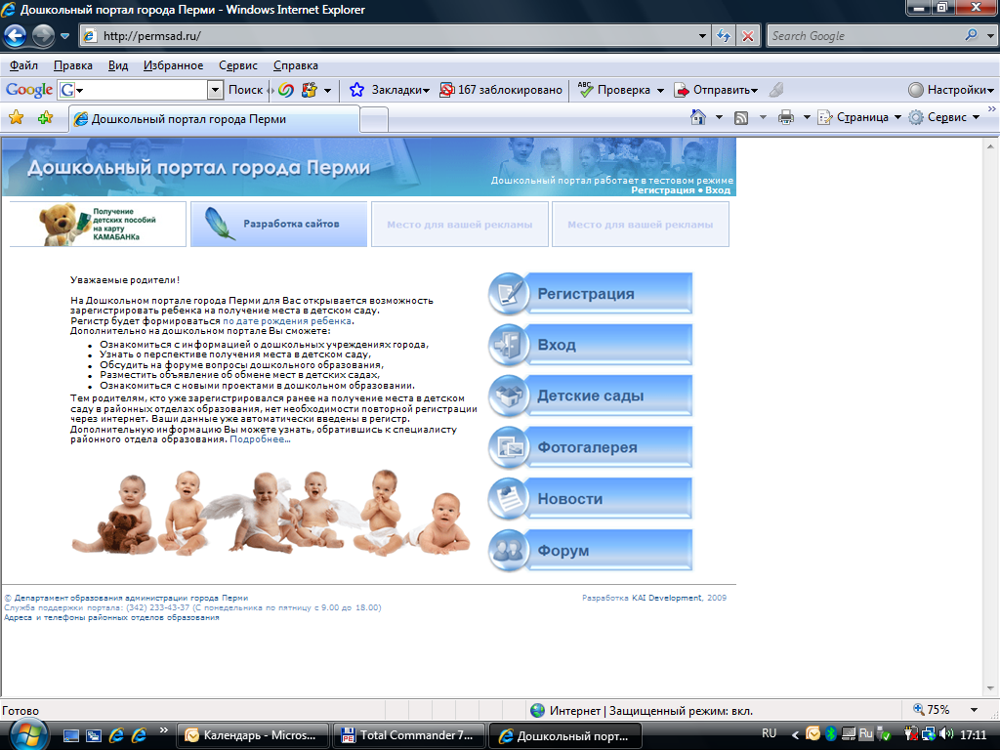 Дошкольный портал города Перми - Windows Internet Explorer
http://permsad.ru/
Search Google
Файл Правка Вид Избранное Сервис Справка
Google G Поиск Закладки 167 заблокировано ABC Проверка Отправить Настройки
Дошкольный портал города Перми
Страница Сервис
Дошкольный портал города Перми
Дошкольный портал работает в тестовом режиме
Регистрация ● Вход
Получение
детских пособий
на карту
КАМАБАНКа
Разработка сайтов
Место для вашей рекламы
Место для вашей рекламы
Уважаемые родители!
На Дошкольном портале города Перми для Вас открывается возможность
зарегистрировать ребенка на получение места в детском саду.
Регистр будет формироваться по дате рождения ребенка.
Дополнительно на дошкольном портале Вы сможете:
• Ознакомиться с информацией о дошкольных учреждениях города,
• Узнать о перспективе получения места в детском саду,
• Обсудить на форуме вопросы дошкольного образования,
• Разместить объявление об обмене мест в детских садах,
• Ознакомиться с новыми проектами в дошкольном образовании.
Тем родителям, кто уже зарегистрировался ранее на получение места в детском
саду в районных отделах образования, нет необходимости повторной регистрации
через интернет. Ваши данные уже автоматически введены в регистр.
Дополнительную информацию Вы можете узнать, обратившись к специалисту
районного отдела образования. Подробнее...
Регистрация
Вход
Детские сады
Фотогалерея
Новости
Форум
© Департамент образования администрации города Перми
Служба поддержки портала: (342) 233-43-37 (С понедельника по пятницу с 9.00 до 18.00)
Адреса и телефоны районных отделов образования
Разработка KAI Development, 2009
Готово
Интернет | Защищенный режим: вкл.
75%
Календарь - Micros...
Total Commander 7...
Дошкольный порт...
RU
Ru
17:11